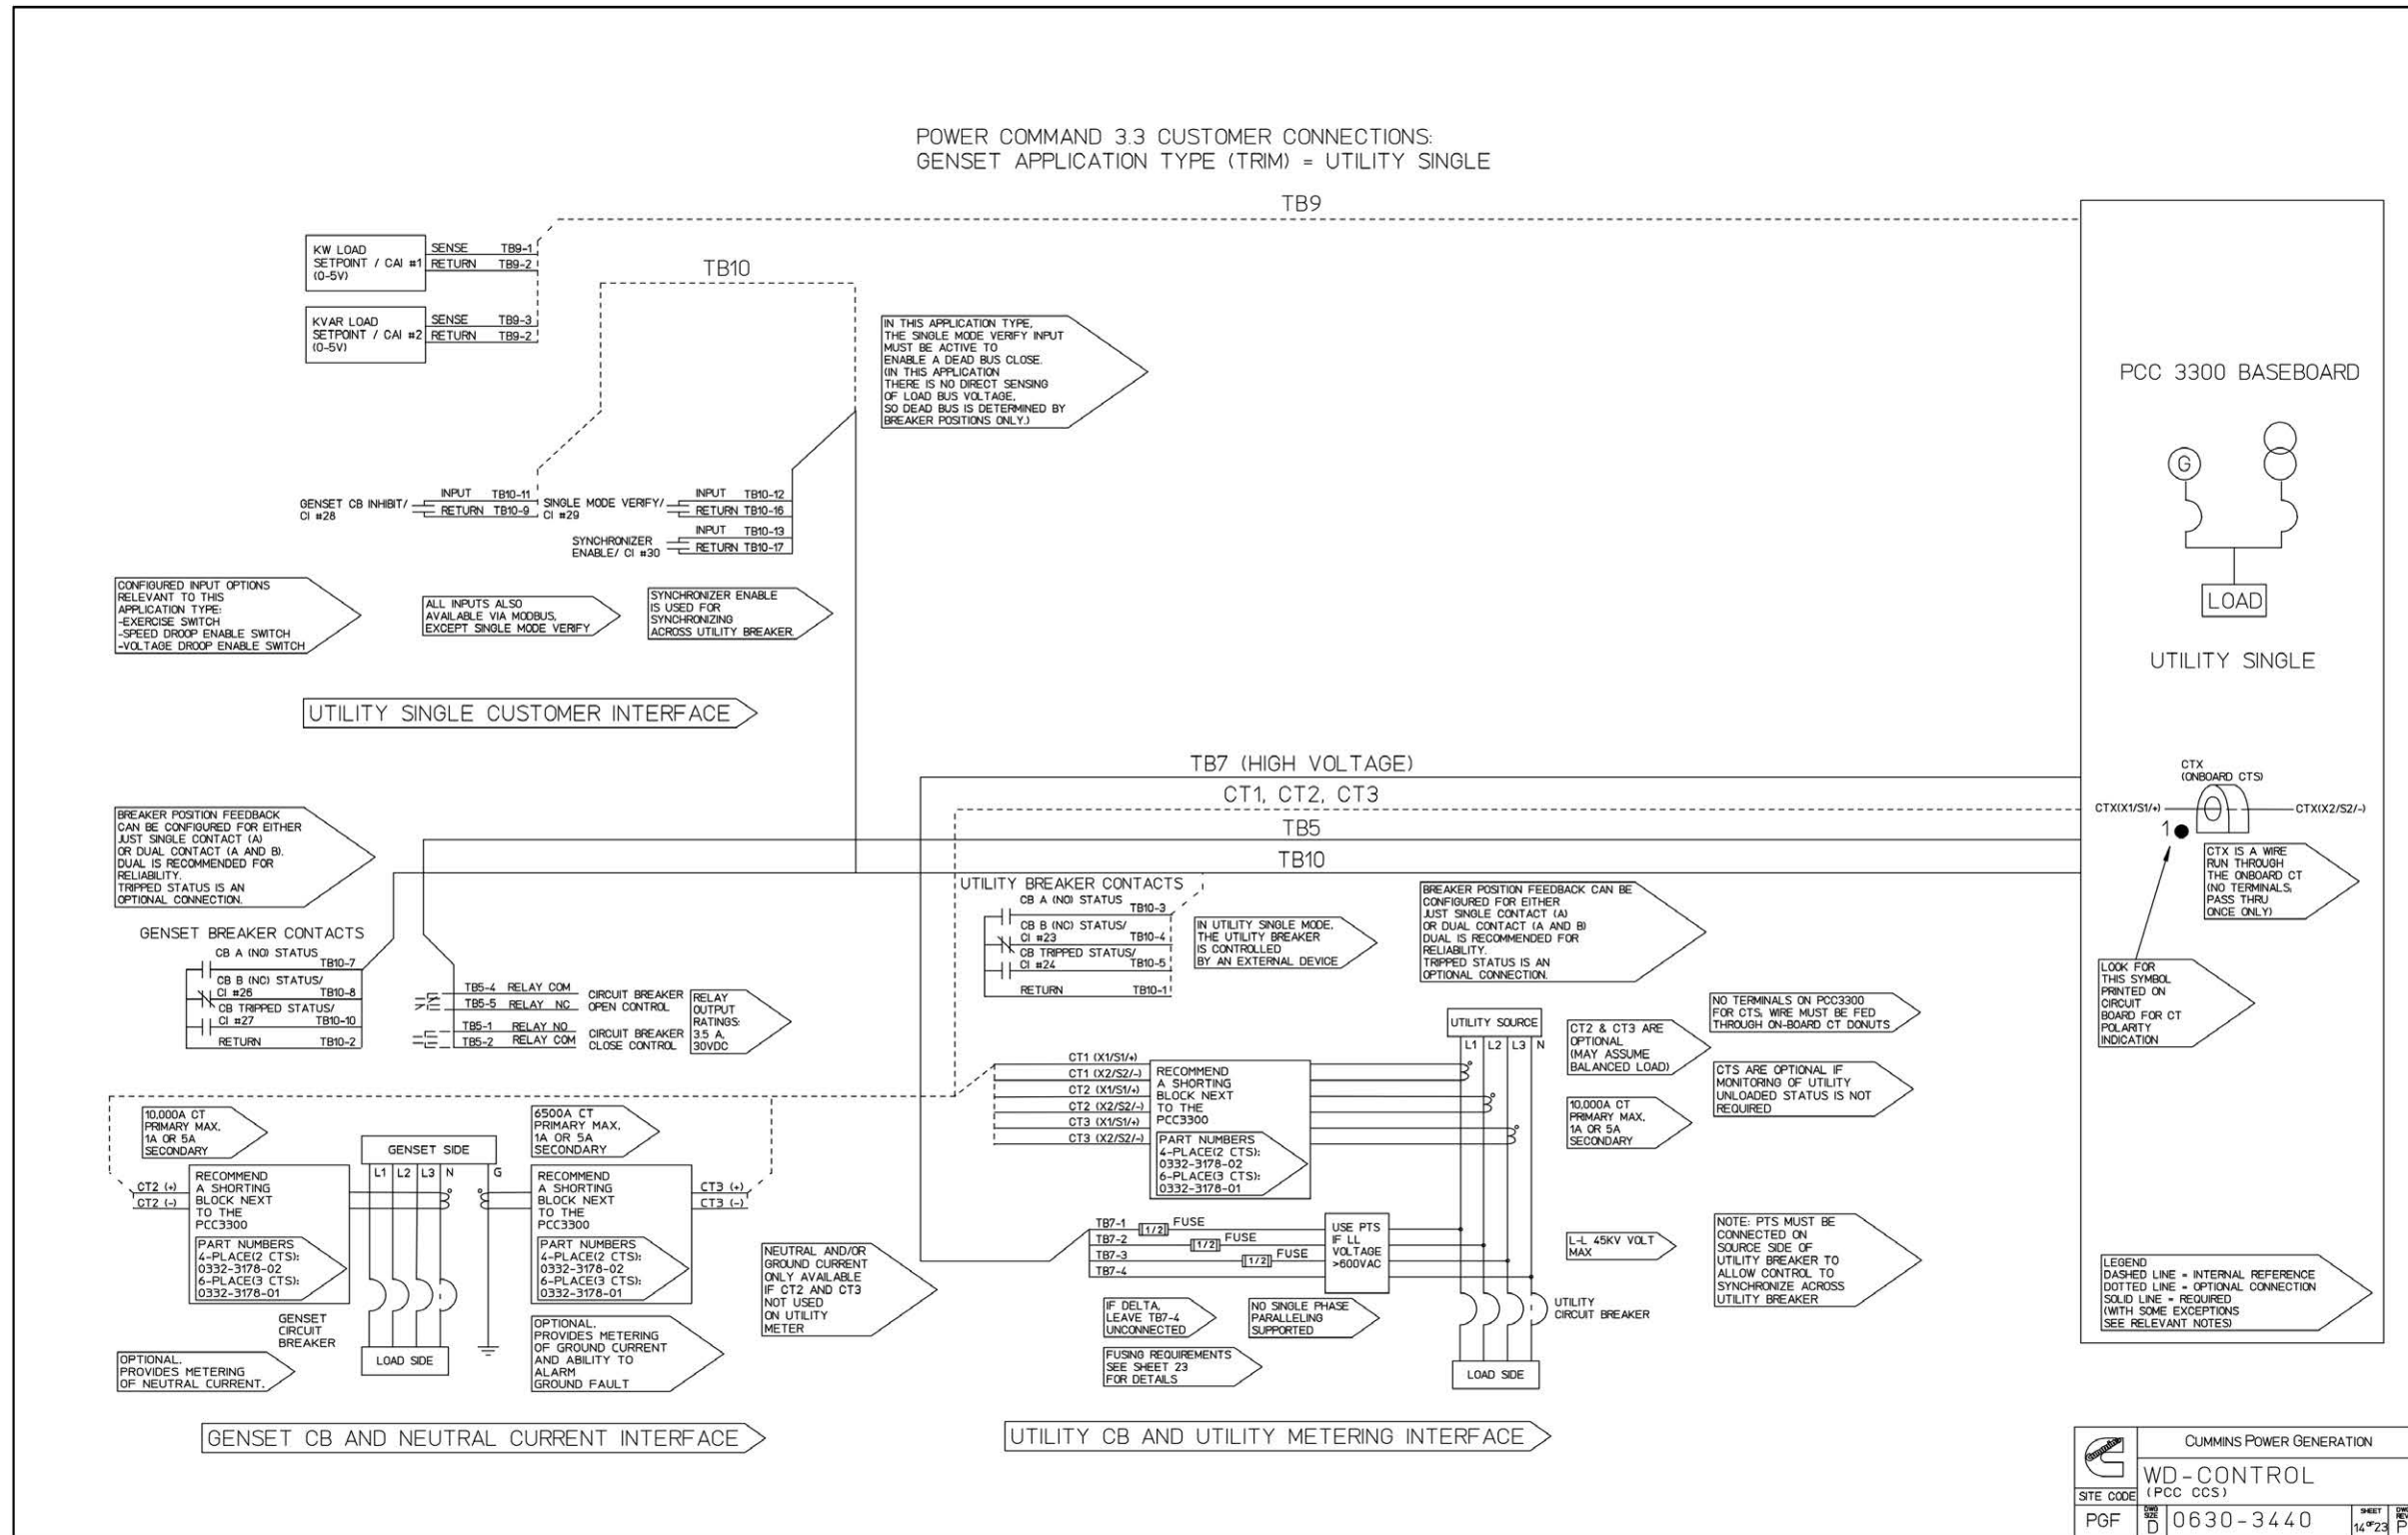 POWER COMMAND 3.3 CUSTOMER CONNECTIONS:
GENSET APPLICATION TYPE (TRIM) = UTILITY SINGLE
TB9
KW LOAD
SETPOINT / CAI #1
(0-5V)
SENSE TB9-1
RETURN TB9-2
KVAR LOAD
SETPOINT / CAI #2
(0-5V)
SENSE TB9-3
RETURN TB9-2
TB10
IN THIS APPLICATION TYPE,
THE SINGLE MODE VERIFY INPUT
MUST BE ACTIVE TO
ENABLE A DEAD BUS CLOSE.
(IN THIS APPLICATION
THERE IS NO DIRECT SENSING
OF LOAD BUS VOLTAGE,
SO DEAD BUS IS DETERMINED BY
BREAKER POSITIONS ONLY.)
GENSET CB INHIBIT/
CI #28
INPUT TB10-11
RETURN TB10-9
SINGLE MODE VERIFY/
CI #29
INPUT TB10-12
RETURN TB10-16
SYNCHRONIZER
ENABLE/ CI #30
INPUT TB10-13
RETURN TB10-17
CONFIGURED INPUT OPTIONS
RELEVANT TO THIS
APPLICATION TYPE:
-EXERCISE SWITCH
-SPEED DROOP ENABLE SWITCH
-VOLTAGE DROOP ENABLE SWITCH
ALL INPUTS ALSO
AVAILABLE VIA MODBUS,
EXCEPT SINGLE MODE VERIFY
SYNCHRONIZER ENABLE
IS USED FOR
SYNCHRONIZING
ACROSS UTILITY BREAKER.
UTILITY SINGLE CUSTOMER INTERFACE
PCC 3300 BASEBOARD
G
LOAD
UTILITY SINGLE
TB7 (HIGH VOLTAGE)
CT1, CT2, CT3
TB5
TB10
BREAKER POSITION FEEDBACK
CAN BE CONFIGURED FOR EITHER
JUST SINGLE CONTACT (A)
OR DUAL CONTACT (A AND B).
DUAL IS RECOMMENDED FOR
RELIABILITY.
TRIPPED STATUS IS AN
OPTIONAL CONNECTION.
GENSET BREAKER CONTACTS
CB A (NO) STATUS
TB10-7
CB B (NC) STATUS/
CI #26 TB10-8
CB TRIPPED STATUS/
CI #27 TB10-10
RETURN TB10-2
TB5-4 RELAY COM
TB5-5 RELAY NC
CIRCUIT BREAKER
OPEN CONTROL
TB5-1 RELAY NO
TB5-2 RELAY COM
CIRCUIT BREAKER
CLOSE CONTROL
RELAY
OUTPUT
RATINGS:
3.5 A,
30VDC
UTILITY BREAKER CONTACTS
CB A (NO) STATUS
TB10-3
CB B (NC) STATUS/
CI #23 TB10-4
CB TRIPPED STATUS/
CI #24 TB10-5
RETURN TB10-1
IN UTILITY SINGLE MODE,
THE UTILITY BREAKER
IS CONTROLLED
BY AN EXTERNAL DEVICE
BREAKER POSITION FEEDBACK CAN BE
CONFIGURED FOR EITHER
JUST SINGLE CONTACT (A)
OR DUAL CONTACT (A AND B)
DUAL IS RECOMMENDED FOR
RELIABILITY.
TRIPPED STATUS IS AN
OPTIONAL CONNECTION.
CTX
(ONBOARD CTS)
CTX(X1/S1/+)
CTX(X2/S2/-)
1
CTX IS A WIRE
RUN THROUGH
THE ONBOARD CT
(NO TERMINALS,
PASS THRU
ONCE ONLY)
LOOK FOR
THIS SYMBOL
PRINTED ON
CIRCUIT
BOARD FOR CT
POLARITY
INDICATION
10,000A CT
PRIMARY MAX,
1A OR 5A
SECONDARY
GENSET SIDE
L1 L2 L3 N G
6500A CT
PRIMARY MAX,
1A OR 5A
SECONDARY
CT2 (+)
CT2 (-)
RECOMMEND
A SHORTING
BLOCK NEXT
TO THE
PCC3300
PART NUMBERS
4-PLACE(2 CTS):
0332-3178-02
6-PLACE(3 CTS):
0332-3178-01
RECOMMEND
A SHORTING
BLOCK NEXT
TO THE
PCC3300
PART NUMBERS
4-PLACE(2 CTS):
0332-3178-02
6-PLACE(3 CTS):
0332-3178-01
CT3 (+)
CT3 (-)
GENSET
CIRCUIT
BREAKER
LOAD SIDE
OPTIONAL.
PROVIDES METERING
OF NEUTRAL CURRENT.
OPTIONAL.
PROVIDES METERING
OF GROUND CURRENT
AND ABILITY TO
ALARM
GROUND FAULT
NEUTRAL AND/OR
GROUND CURRENT
ONLY AVAILABLE
IF CT2 AND CT3
NOT USED
ON UTILITY
METER
GENSET CB AND NEUTRAL CURRENT INTERFACE
UTILITY SOURCE
L1 L2 L3 N
CT1 (X1/S1/+)
CT1 (X2/S2/-)
CT2 (X1/S1/+)
CT2 (X2/S2/-)
CT3 (X1/S1/+)
CT3 (X2/S2/-)
RECOMMEND
A SHORTING
BLOCK NEXT
TO THE
PCC3300
PART NUMBERS
4-PLACE(2 CTS):
0332-3178-02
6-PLACE(3 CTS):
0332-3178-01
CT2 & CT3 ARE
OPTIONAL
(MAY ASSUME
BALANCED LOAD)
10,000A CT
PRIMARY MAX,
1A OR 5A
SECONDARY
NO TERMINALS ON PCC3300
FOR CTS, WIRE MUST BE FED
THROUGH ON-BOARD CT DONUTS
CTS ARE OPTIONAL IF
MONITORING OF UTILITY
UNLOADED STATUS IS NOT
REQUIRED
TB7-1 [1/2] FUSE
TB7-2 [1/2] FUSE
TB7-3 [1/2] FUSE
TB7-4
USE PTS
IF LL
VOLTAGE
>600VAC
L-L 45KV VOLT
MAX
NOTE: PTS MUST BE
CONNECTED ON
SOURCE SIDE OF
UTILITY BREAKER TO
ALLOW CONTROL TO
SYNCHRONIZE ACROSS
UTILITY BREAKER
IF DELTA,
LEAVE TB7-4
UNCONNECTED
NO SINGLE PHASE
PARALLELING
SUPPORTED
FUSING REQUIREMENTS
SEE SHEET 23
FOR DETAILS
UTILITY
CIRCUIT BREAKER
LOAD SIDE
UTILITY CB AND UTILITY METERING INTERFACE
LEGEND
DASHED LINE = INTERNAL REFERENCE
DOTTED LINE = OPTIONAL CONNECTION
SOLID LINE = REQUIRED
(WITH SOME EXCEPTIONS
SEE RELEVANT NOTES)
Cummins
CUMMINS POWER GENERATION
WD-CONTROL
(PCC CCS)
SITE CODE
PGF
DWG SIZE
D
0630-3440
SHEET
14 OF 23